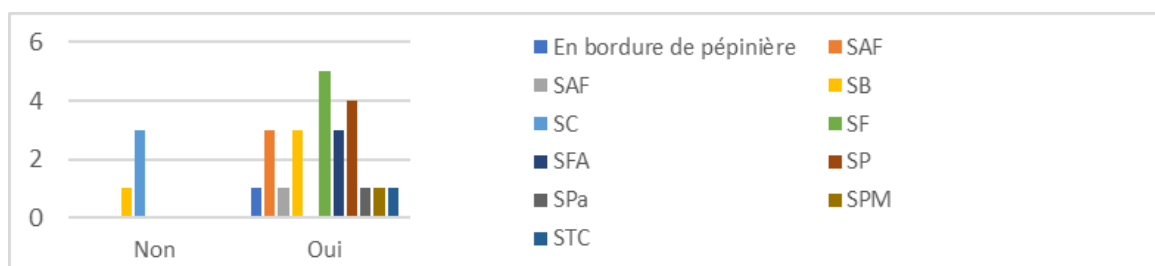 6
4
2
0
Non Oui
En bordure de pépinière SAF
SAF SB
SC SF
SFA SP
SPa SPM
STC